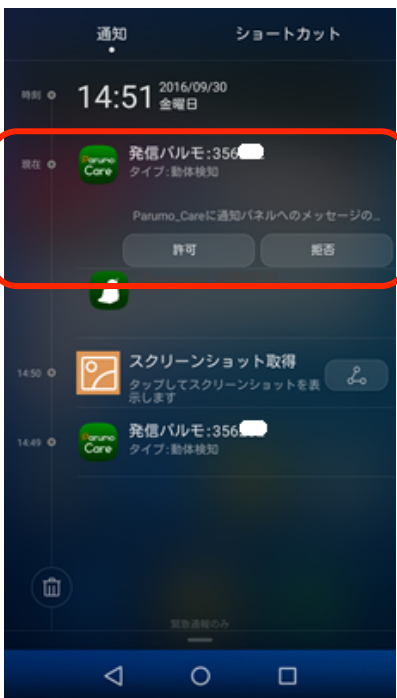 通知
ショートカット
時刻
14:51
2016/09/30
金曜日
現在
Parumo
Care
発信パルモ:356
タイプ:動体検知
Parumo_Careに通知パネルへのメッセージの...
許可
拒否
14:50
スクリーンショット取得
タップしてスクリーンショットを表
示します
14:49
Parumo
Care
発信パルモ:356
タイプ:動体検知
緊急通報のみ